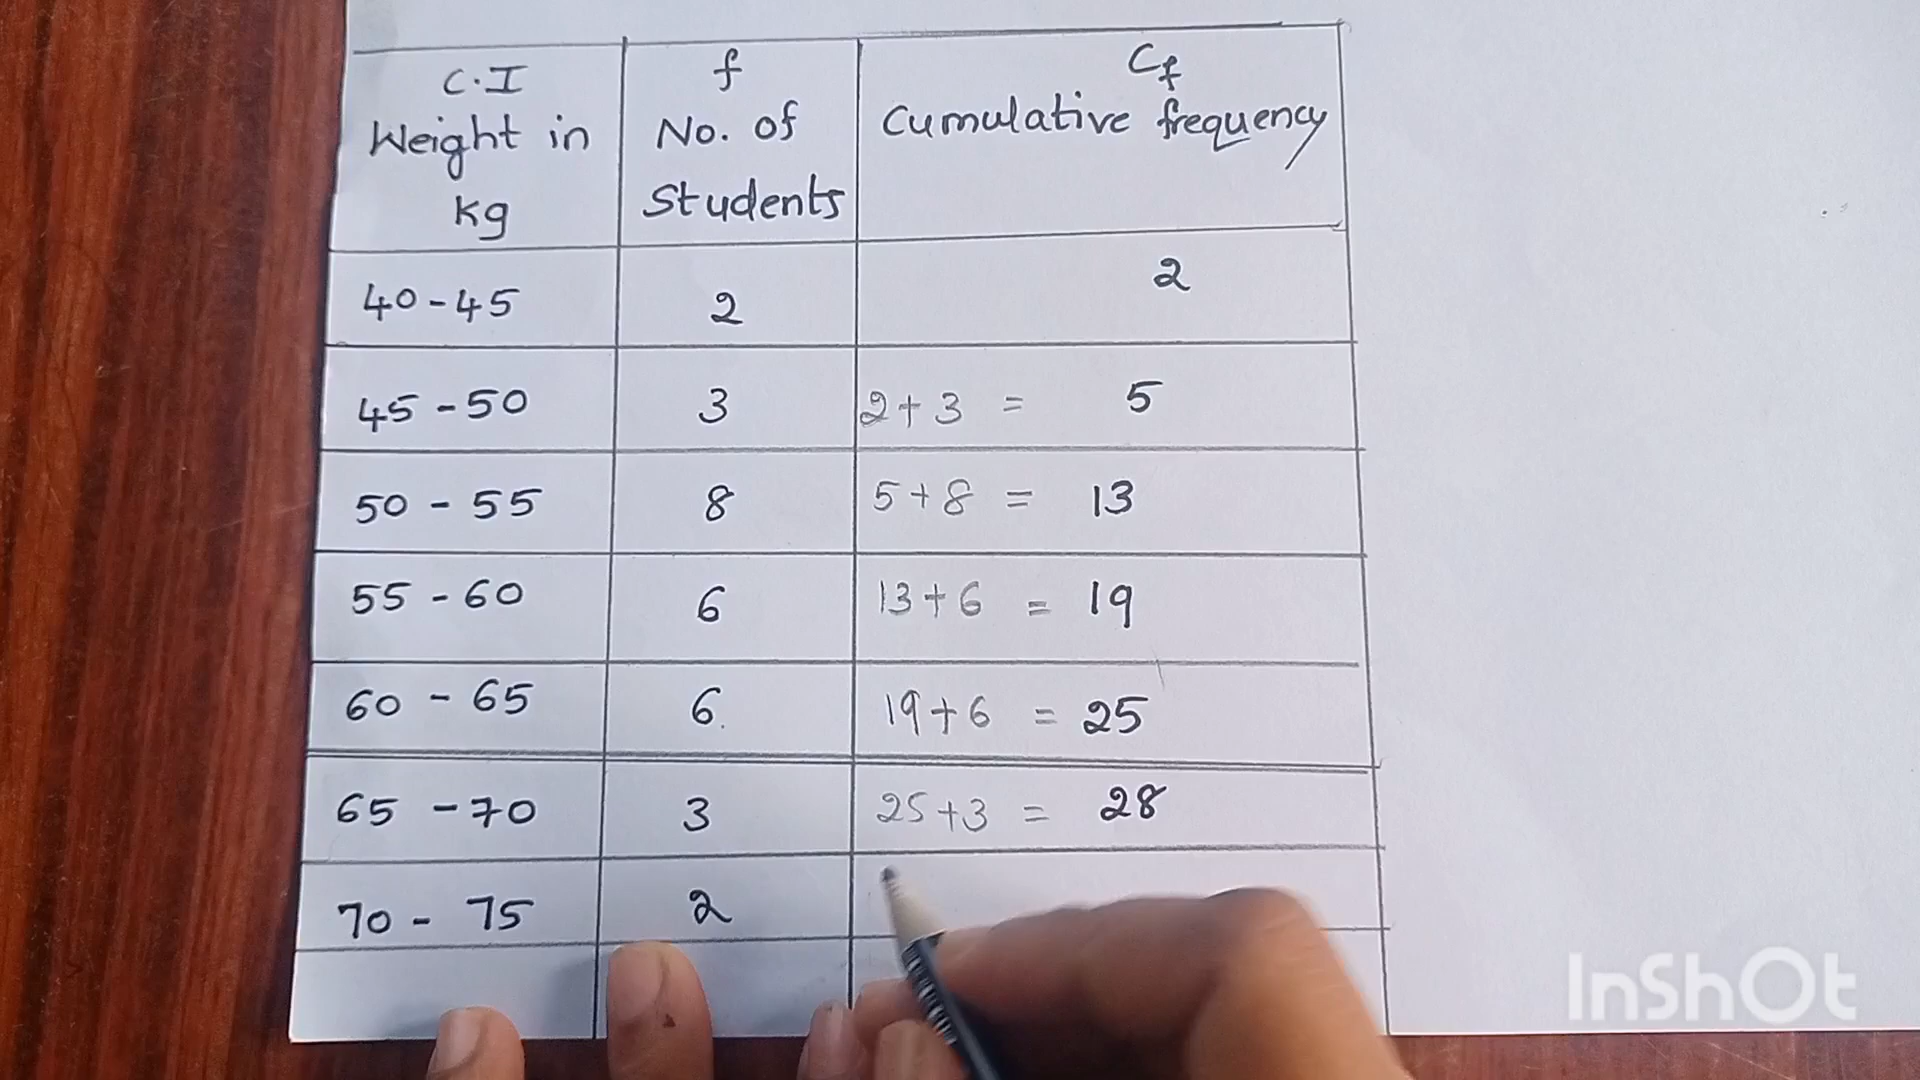 C.I f Cf
Weight in No. of Cumulative frequency
kg Students
40-45 2 2
45-50 3 2+3 = 5
50-55 8 5+8 = 13
55-60 6 13+6 = 19
60-65 6. 19+6 = 25
65-70 3 25+3 = 28
70-75 2
InShOt